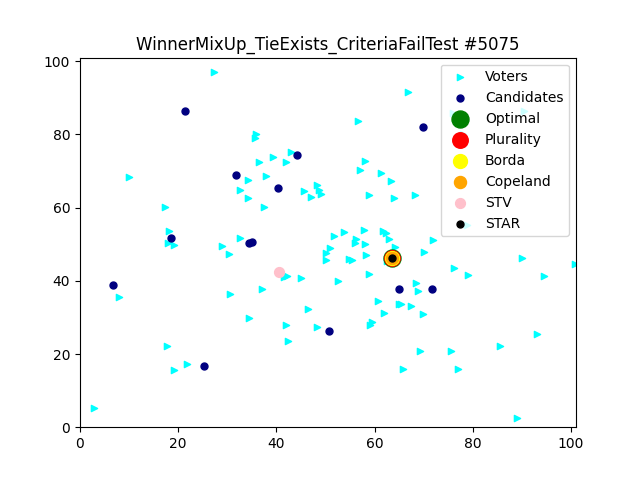 WinnerMixUp_TieExists_CriteriaFailTest #5075
100
80
60
40
20
0
0
20
40
60
80
100
Voters
Candidates
Optimal
Plurality
Borda
Copeland
STV
STAR